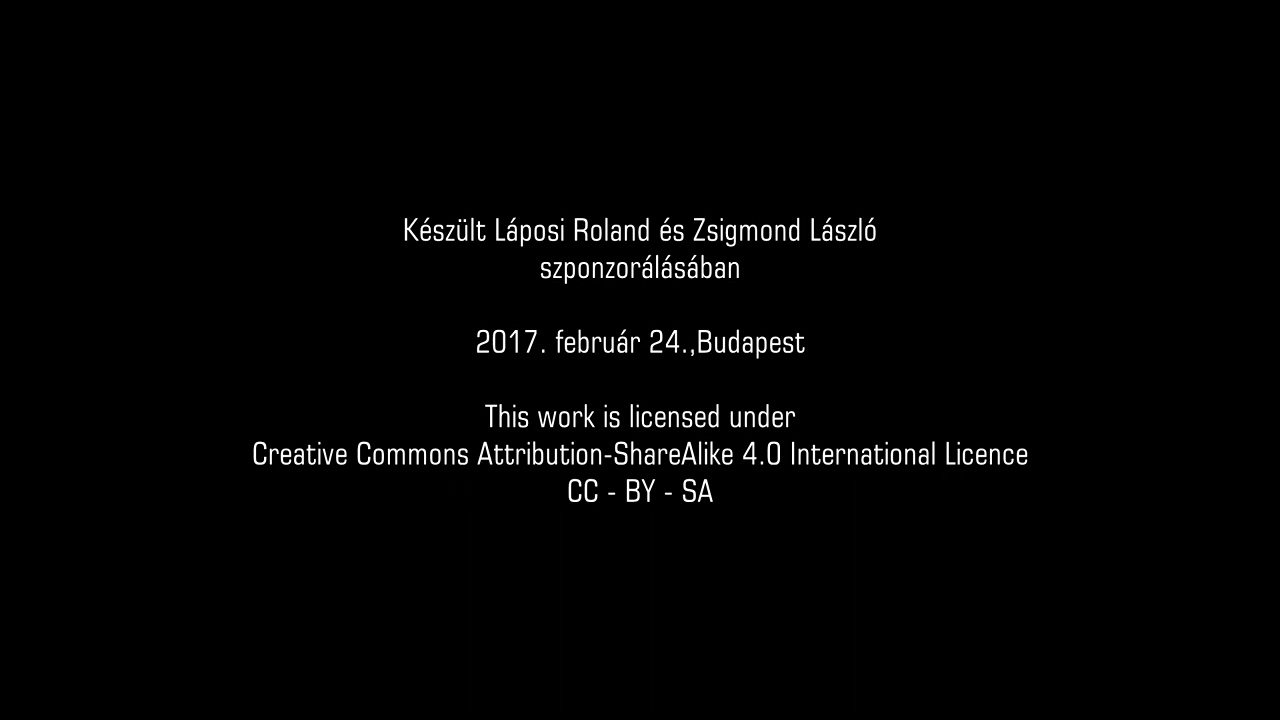 Készült Láposi Roland és Zsigmond László
szponzorálásában
2017. február 24.,Budapest
This work is licensed under
Creative Commons Attribution-ShareAlike 4.0 International Licence
CC - BY - SA